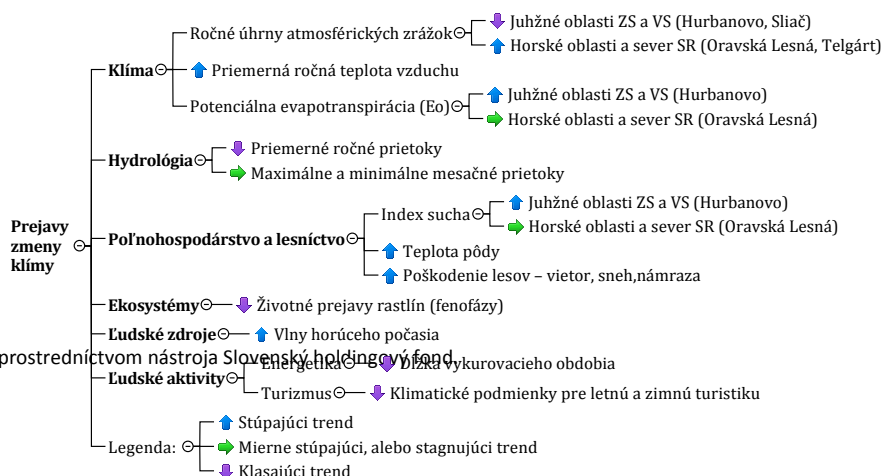 Prejavy
zmeny
klímy
Klíma
Ročné úhrny atmosférických zrážok
Juhžné oblasti ZS a VS (Hurbanovo, Sliač)
Horské oblasti a sever SR (Oravská Lesná, Telgárt)
Priemerná ročná teplota vzduchu
Potenciálna evapotranspirácia (Eo)
Juhžné oblasti ZS a VS (Hurbanovo)
Horské oblasti a sever SR (Oravská Lesná)
Hydrológia
Priemerné ročné prietoky
Maximálne a minimálne mesačné prietoky
Poľnohospodárstvo a lesníctvo
Index sucha
Juhžné oblasti ZS a VS (Hurbanovo)
Horské oblasti a sever SR (Oravská Lesná)
Teplota pôdy
Poškodenie lesov – vietor, sneh,námraza
Ekosystémy
Životné prejavy rastlín (fenofázy)
Ľudské zdroje
Vlny horúceho počasia
prostredníctvom nástroja Slovenský holdingový fond
Ľudské aktivity
Energetika
Dĺžka vykurovacieho obdobia
Turizmus
Klimatické podmienky pre letnú a zimnú turistiku
Legenda:
Stúpajúci trend
Mierne stúpajúci, alebo stagnujúci trend
Klasajúci trend